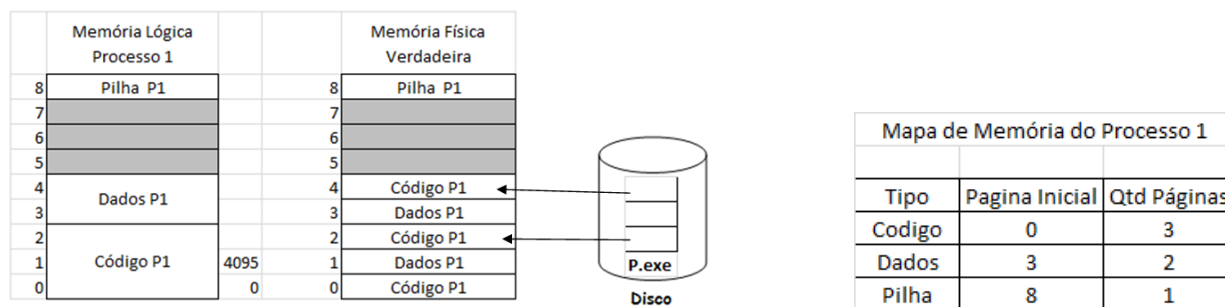 Memória Lógica
Processo 1
Memória Física
Verdadeira
8 Pilha P1 8 Pilha P1
7 7
6 6
5 5
4 4 Código P1
Dados P1
3 3 Dados P1
2 2 Código P1
1 Código P1 4095 1 Dados P1
0 0 0 Código P1
P.exe
Disco
Mapa de Memória do Processo 1
Tipo Pagina Inicial Qtd Páginas
Codigo 0 3
Dados 3 2
Pilha 8 1